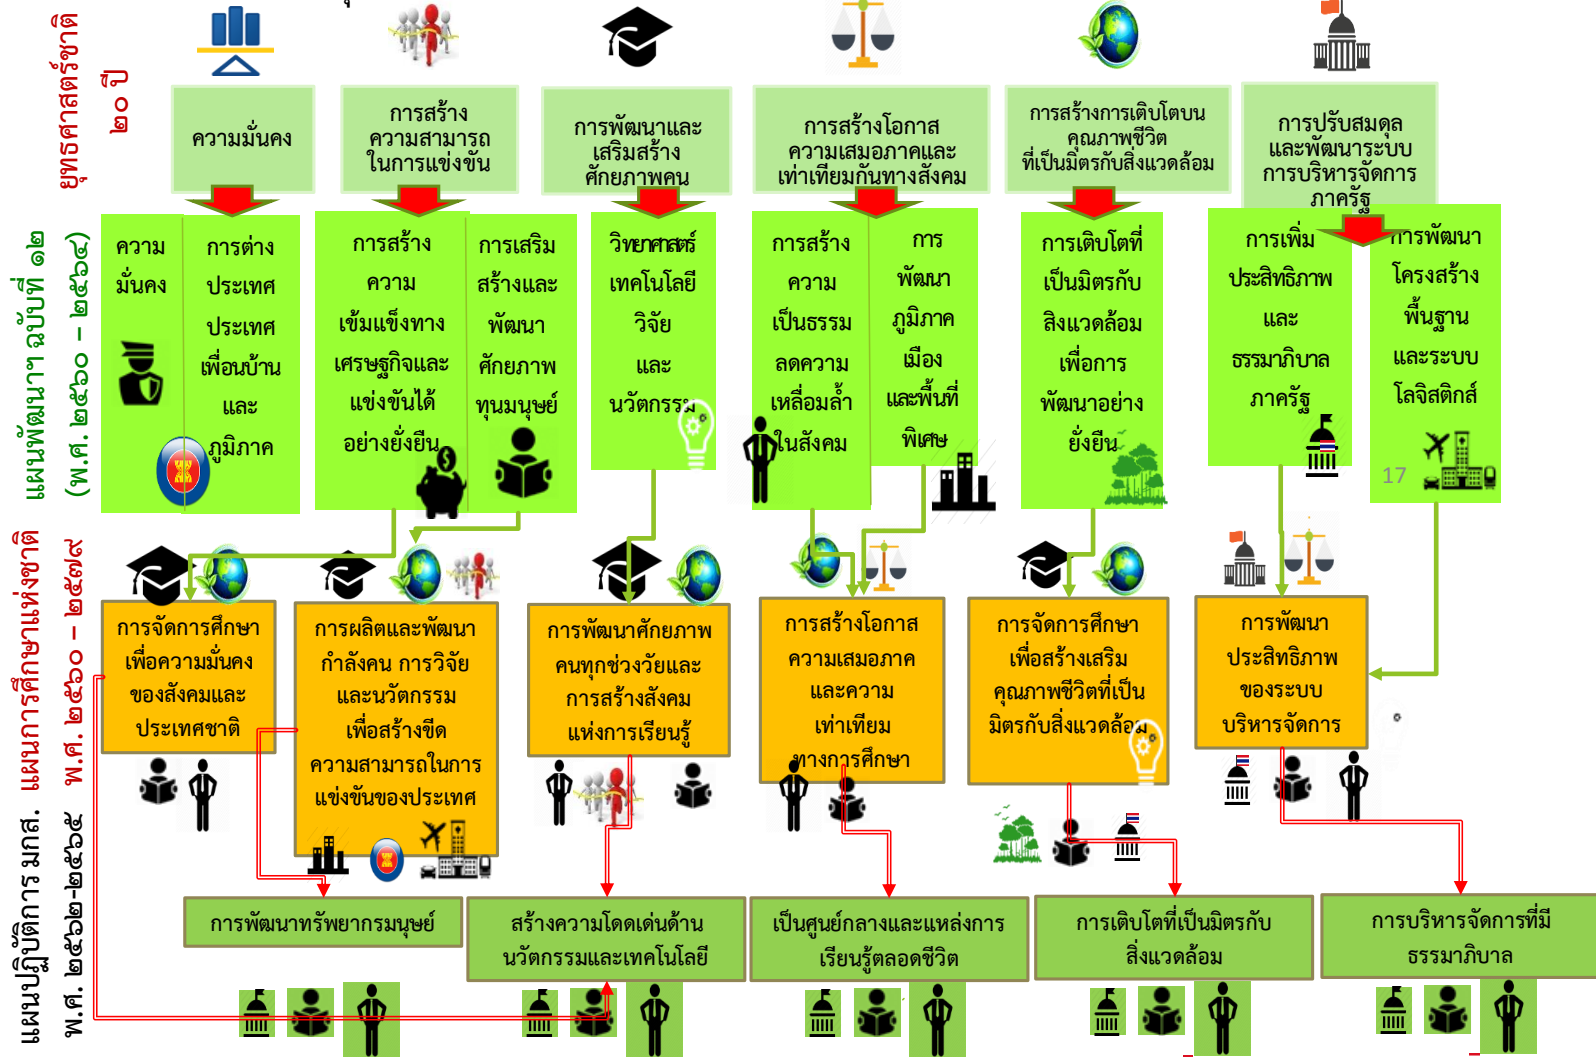 ยุทธศาสตร์ชาติ
๒๐ ปี
ความมั่นคง
การสร้าง
ความสามารถ
ในการแข่งขัน
การพัฒนาและ
เสริมสร้าง
ศักยภาพคน
การสร้างโอกาส
ความเสมอภาคและ
เท่าเทียมกันทางสังคม
การสร้างการเติบโตบน
คุณภาพชีวิต
ที่เป็นมิตรกับสิ่งแวดล้อม
การปรับสมดุล
และพัฒนาระบบ
การบริหารจัดการ
ภาครัฐ
แผนพัฒนาฯ ฉบับที่ ๑๒
(พ.ศ. ๒๕๖๐ – ๒๕๖๔)
ความ
มั่นคง
การต่าง
ประเทศ
ประเทศ
เพื่อนบ้าน
และ
ภูมิภาค
การสร้าง
ความ
เข้มแข็งทาง
เศรษฐกิจและ
แข่งขันได้
อย่างยั่งยืน
การเสริม
สร้างและ
พัฒนา
ศักยภาพ
ทุนมนุษย์
วิทยาศาสตร์
เทคโนโลยี
วิจัย
และ
นวัตกรรม
การสร้าง
ความ
เป็นธรรม
ลดความ
เหลื่อมล้ำ
ในสังคม
การ
พัฒนา
ภูมิภาค
เมือง
และพื้นที่
พิเศษ
การเติบโตที่
เป็นมิตรกับ
สิ่งแวดล้อม
เพื่อการ
พัฒนาอย่าง
ยั่งยืน
การเพิ่ม
ประสิทธิภาพ
และ
ธรรมาภิบาล
ภาครัฐ
การพัฒนา
โครงสร้าง
พื้นฐาน
และระบบ
โลจิสติกส์
17
แผนการศึกษาแห่งชาติ
พ.ศ. ๒๕๖๐ – ๒๕๗๙
การจัดการศึกษา
เพื่อความมั่นคง
ของสังคมและ
ประเทศชาติ
การผลิตและพัฒนา
กำลังคน การวิจัย
และนวัตกรรม
เพื่อสร้างขีด
ความสามารถในการ
แข่งขันของประเทศ
การพัฒนาศักยภาพ
คนทุกช่วงวัยและ
การสร้างสังคม
แห่งการเรียนรู้
การสร้างโอกาส
ความเสมอภาค
และความ
เท่าเทียม
ทางการศึกษา
การจัดการศึกษา
เพื่อสร้างเสริม
คุณภาพชีวิตที่เป็น
มิตรกับสิ่งแวดล้อม
การพัฒนา
ประสิทธิภาพ
ของระบบ
บริหารจัดการ
แผนปฏิบัติการ มกส.
พ.ศ. ๒๕๖๒-๒๕๖๕
การพัฒนาทรัพยากรมนุษย์
สร้างความโดดเด่นด้าน
นวัตกรรมและเทคโนโลยี
เป็นศูนย์กลางและแหล่งการ
เรียนรู้ตลอดชีวิต
การเติบโตที่เป็นมิตรกับ
สิ่งแวดล้อม
การบริหารจัดการที่มี
ธรรมาภิบาล